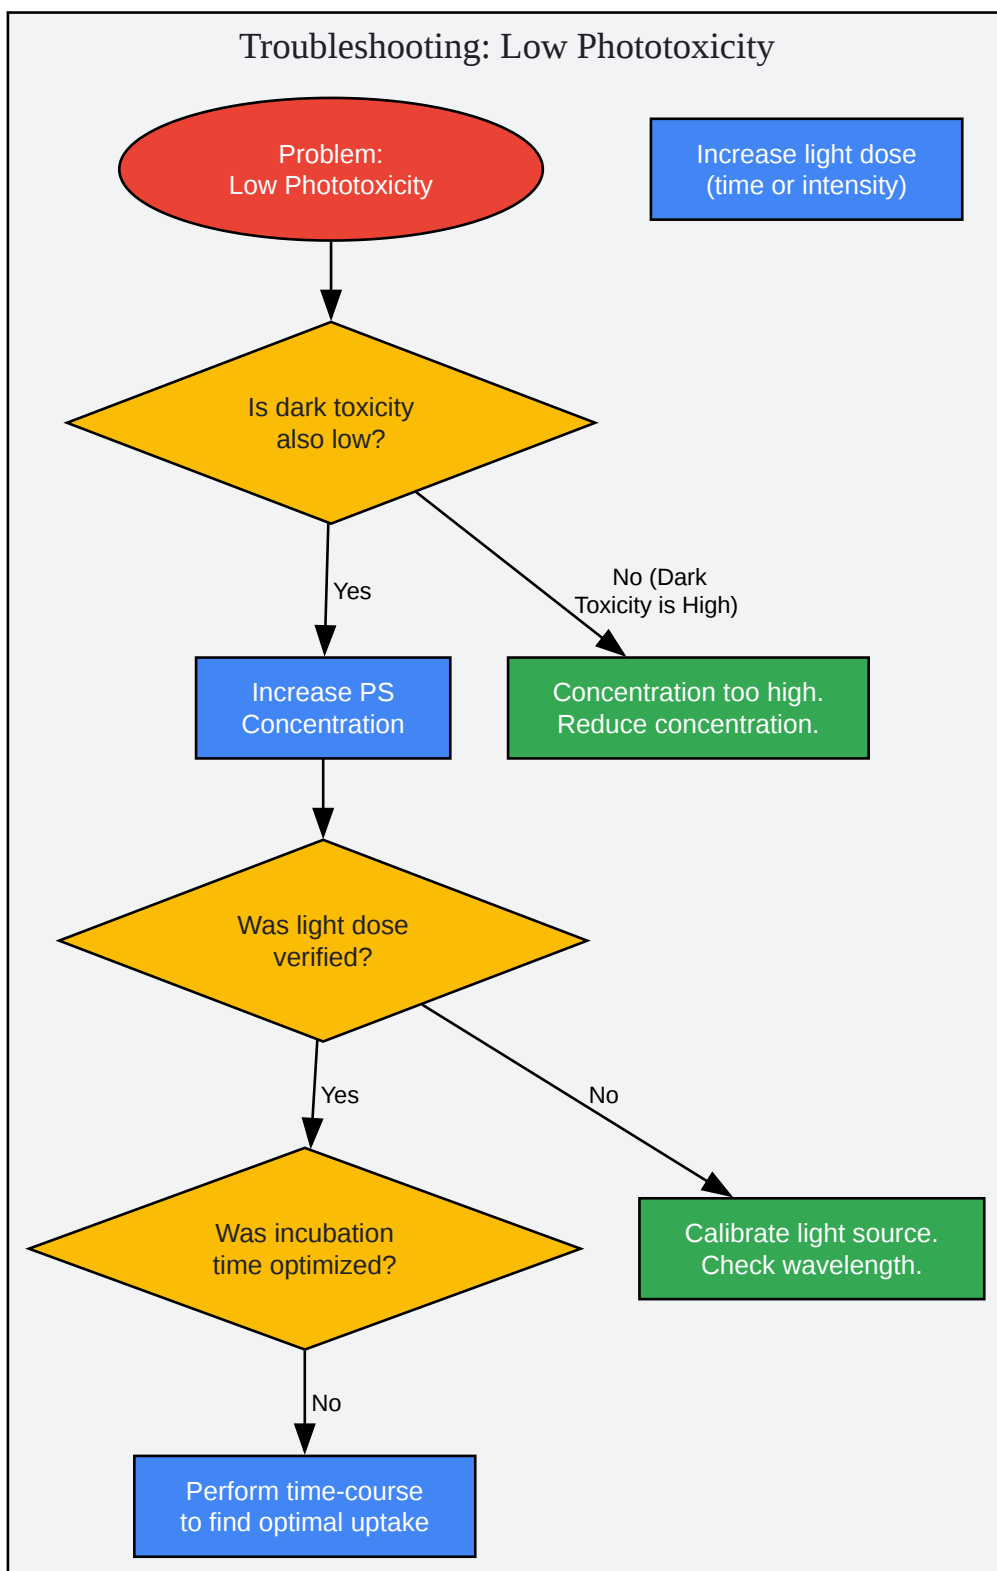 Troubleshooting: Low Phototoxicity
Problem:
Low Phototoxicity
Increase light dose
(time or intensity)
Is dark toxicity
also low?
Yes
No (Dark
Toxicity is High)
Increase PS
Concentration
Concentration too high.
Reduce concentration.
Was light dose
verified?
Yes
No
Was incubation
time optimized?
Calibrate light source.
Check wavelength.
No
Perform time-course
to find optimal uptake